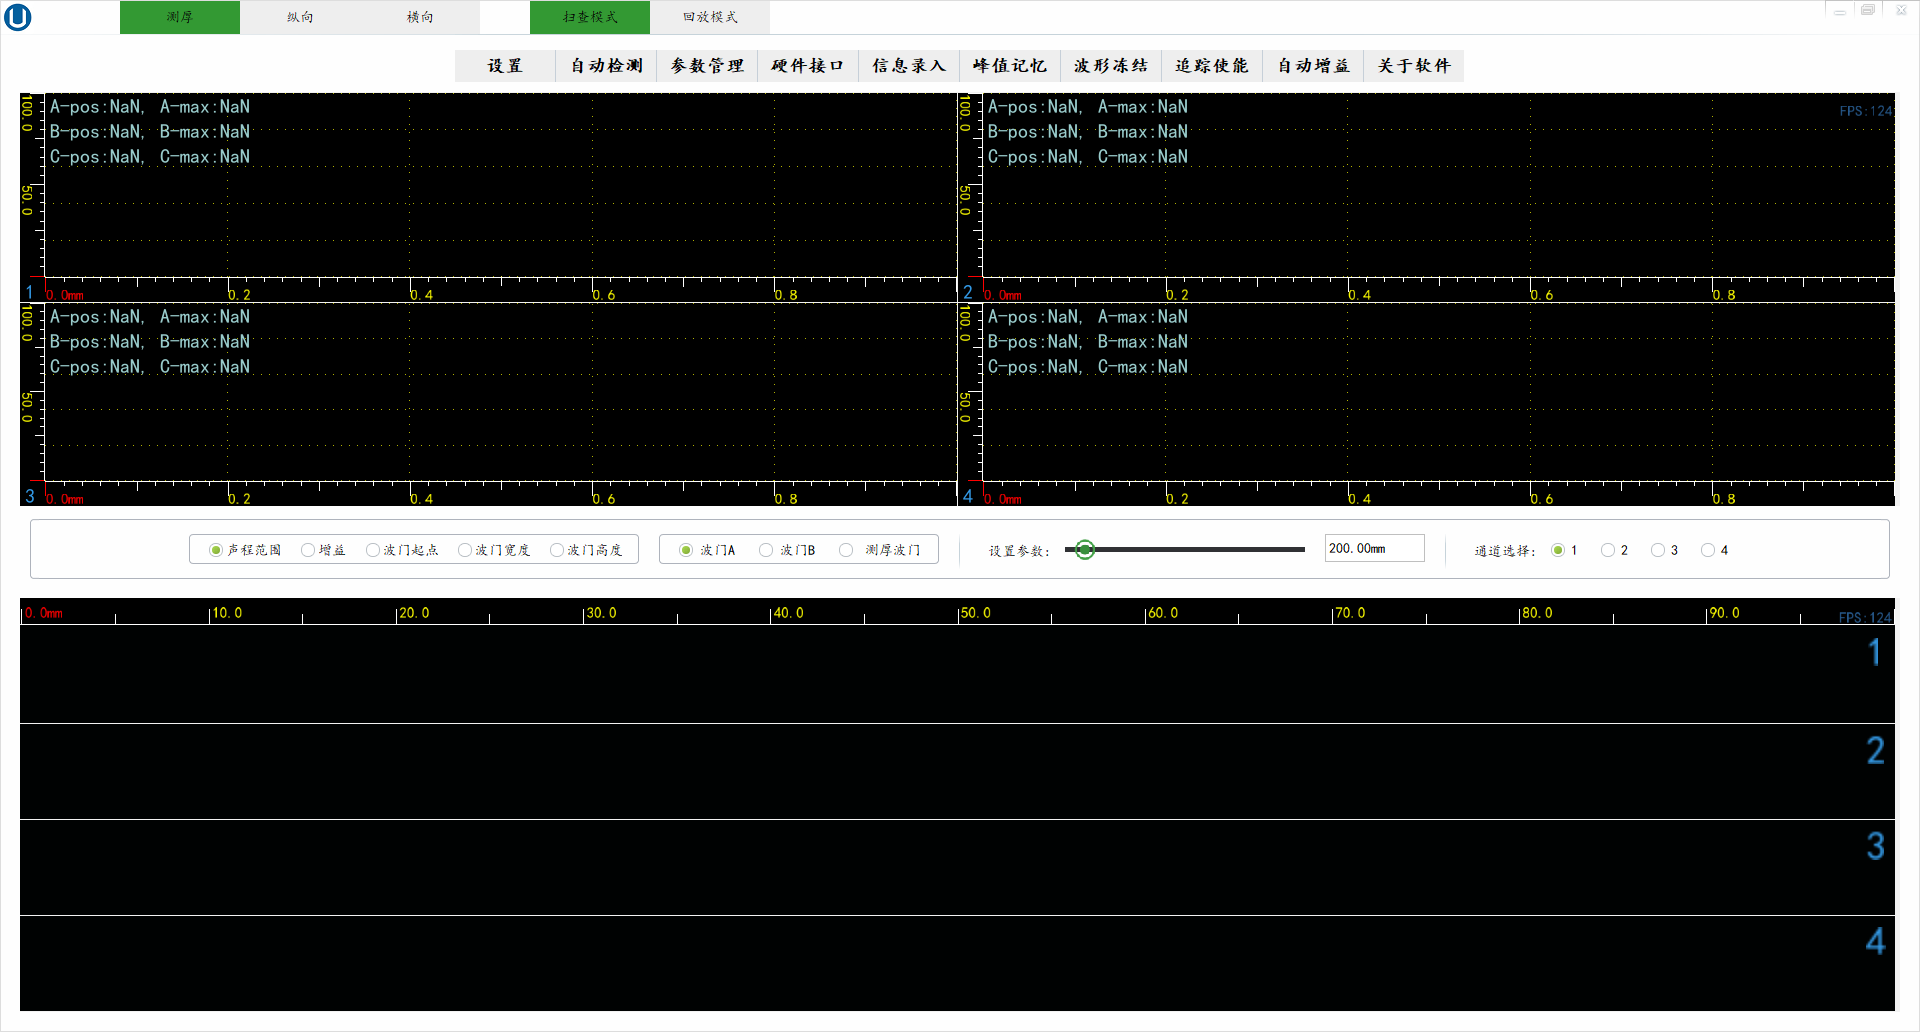 测厚 纵向 横向 扫查模式 回放模式
设置 自动检测 参数管理 硬件接口 信息录入 峰值记忆 波形冻结 追踪使能 自动增益 关于软件
100.0
50.0
A-pos:NaN, A-max:NaN
B-pos:NaN, B-max:NaN
C-pos:NaN, C-max:NaN
1 0.0mm 0.2 0.4 0.6 0.8
100.0
50.0
A-pos:NaN, A-max:NaN
B-pos:NaN, B-max:NaN
C-pos:NaN, C-max:NaN
FPS:124
2 0.0mm 0.2 0.4 0.6 0.8
100.0
50.0
A-pos:NaN, A-max:NaN
B-pos:NaN, B-max:NaN
C-pos:NaN, C-max:NaN
3 0.0mm 0.2 0.4 0.6 0.8
100.0
50.0
A-pos:NaN, A-max:NaN
B-pos:NaN, B-max:NaN
C-pos:NaN, C-max:NaN
4 0.0mm 0.2 0.4 0.6 0.8
声程范围 增益 波门起点 波门宽度 波门高度 波门A 波门B 测厚波门 设置参数: 200.00mm 通道选择: 1 2 3 4
0.0mm 10.0 20.0 30.0 40.0 50.0 60.0 70.0 80.0 90.0 FPS:124
1
2
3
4